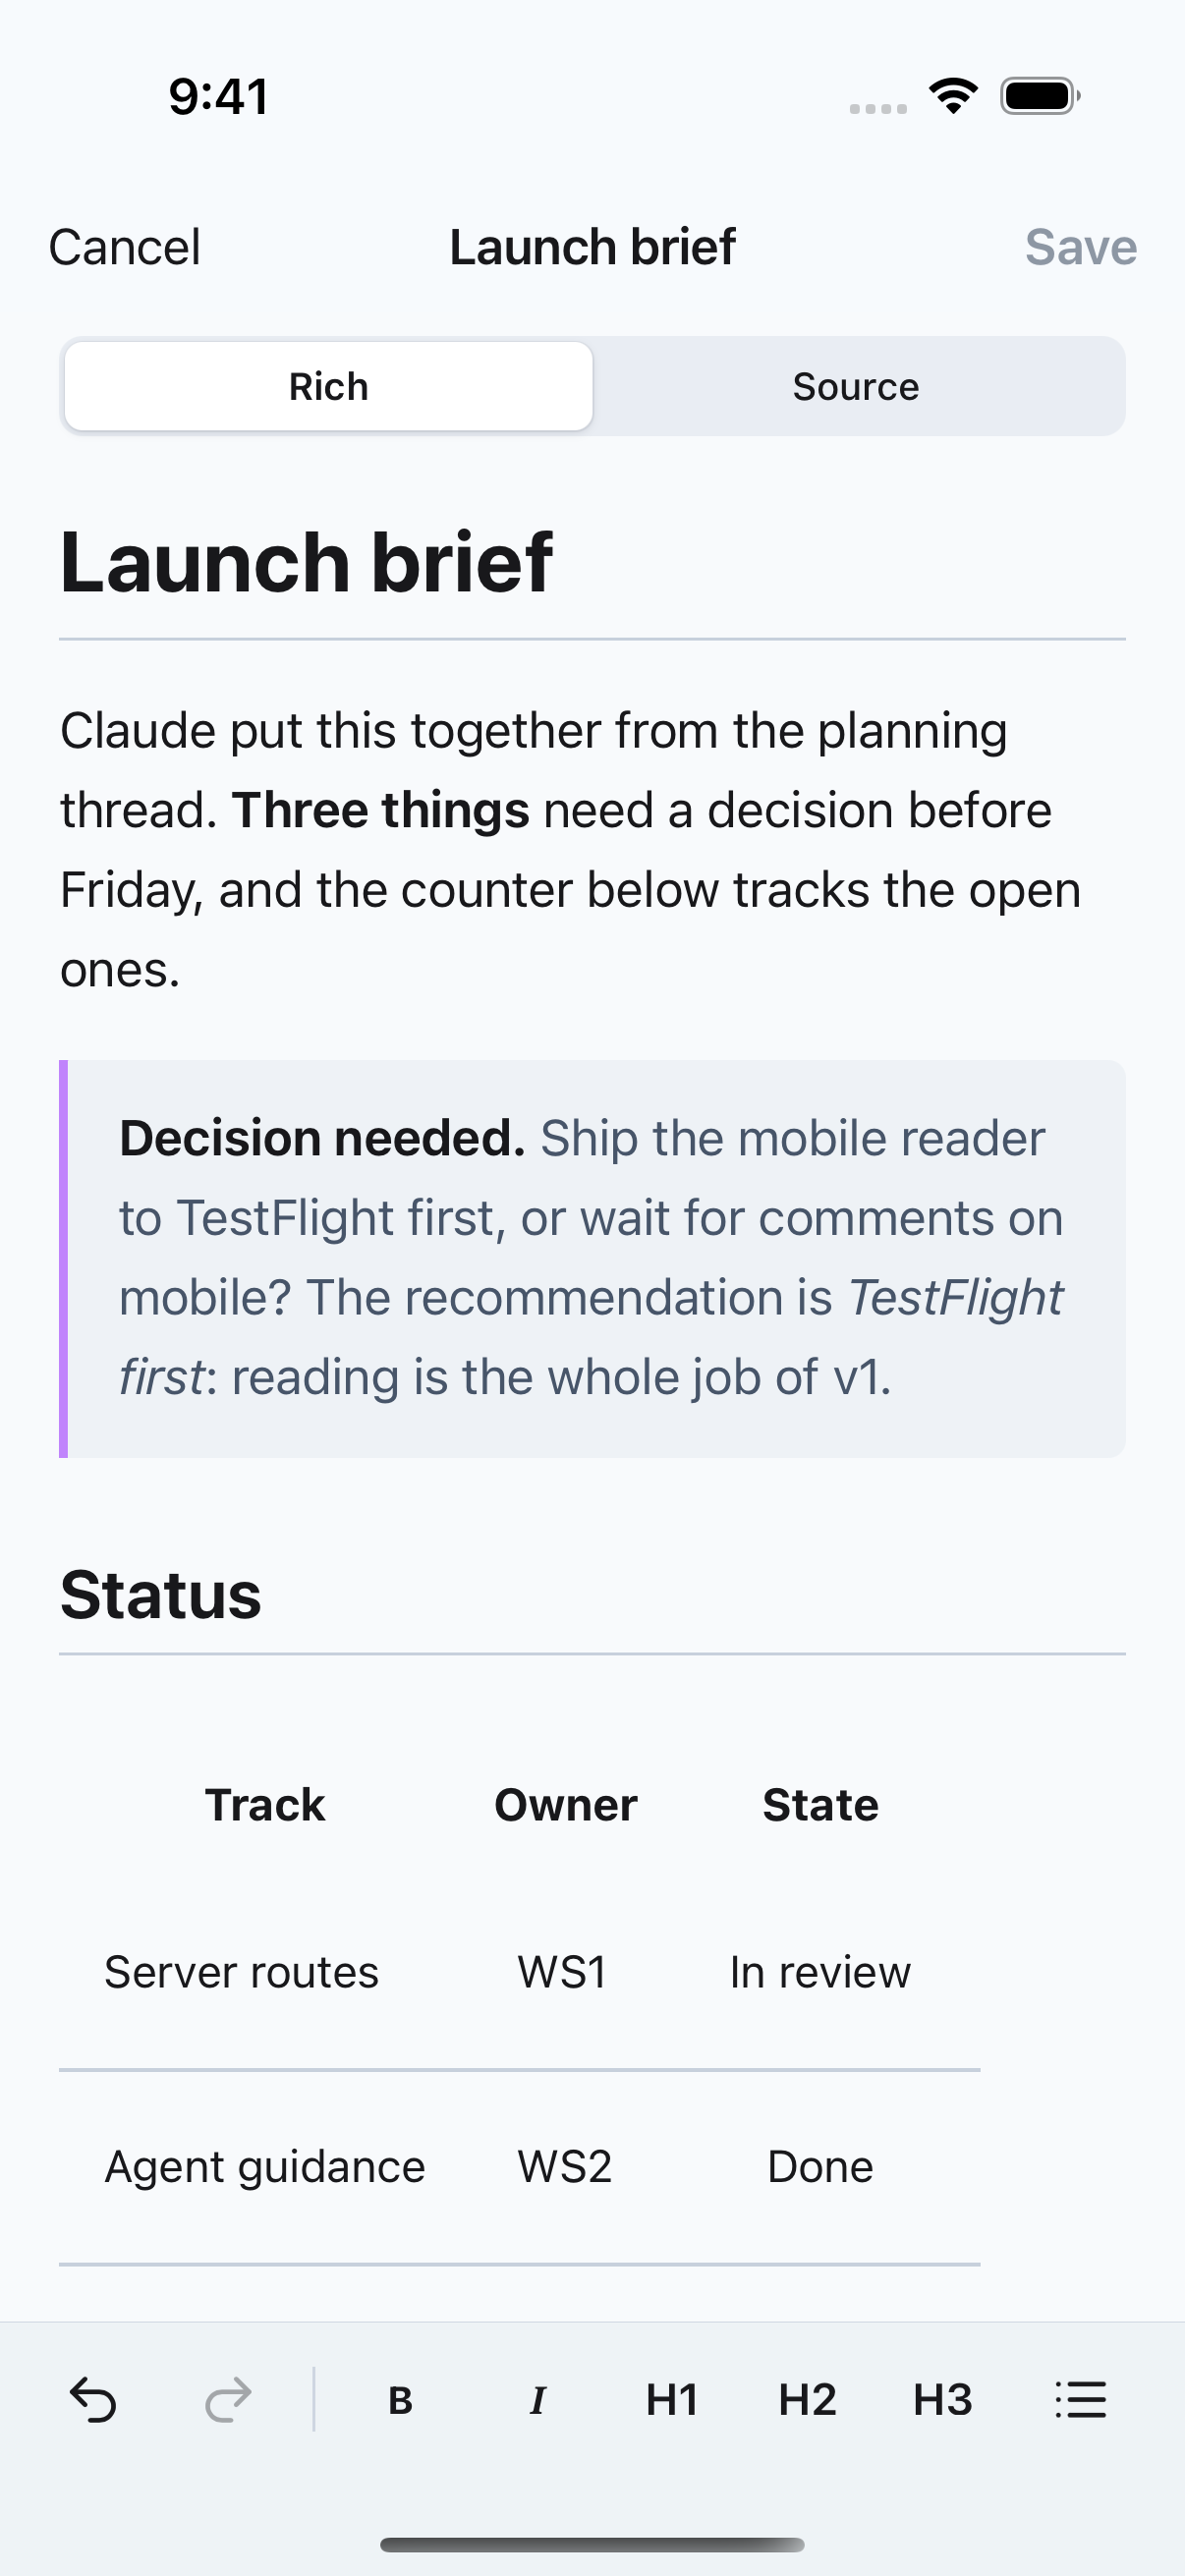 9:41
Cancel Launch brief Save
Rich Source
Launch brief
Claude put this together from the planning
thread. Three things need a decision before
Friday, and the counter below tracks the open
ones.
Decision needed. Ship the mobile reader
to TestFlight first, or wait for comments on
mobile? The recommendation is TestFlight
first: reading is the whole job of v1.
Status
Track Owner State
Server routes WS1 In review
Agent guidance WS2 Done
B I H1 H2 H3